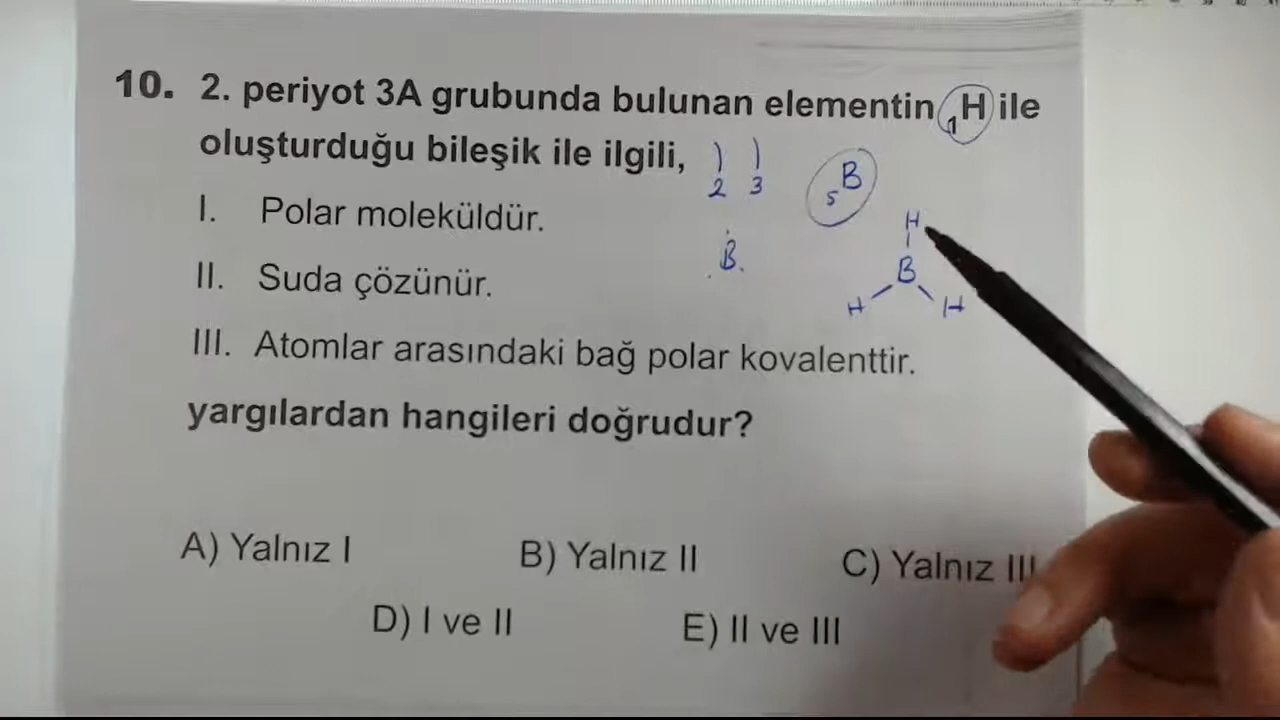 10. 2. periyot 3A grubunda bulunan elementin ₁H ile
oluşturduğu bileşik ile ilgili,
) )
2 3
₅B
I. Polar moleküldür.
H
B
B
II. Suda çözünür.
H H
III. Atomlar arasındaki bağ polar kovalenttir.
yargılardan hangileri doğrudur?
A) Yalnız I B) Yalnız II C) Yalnız III
D) I ve II E) II ve III